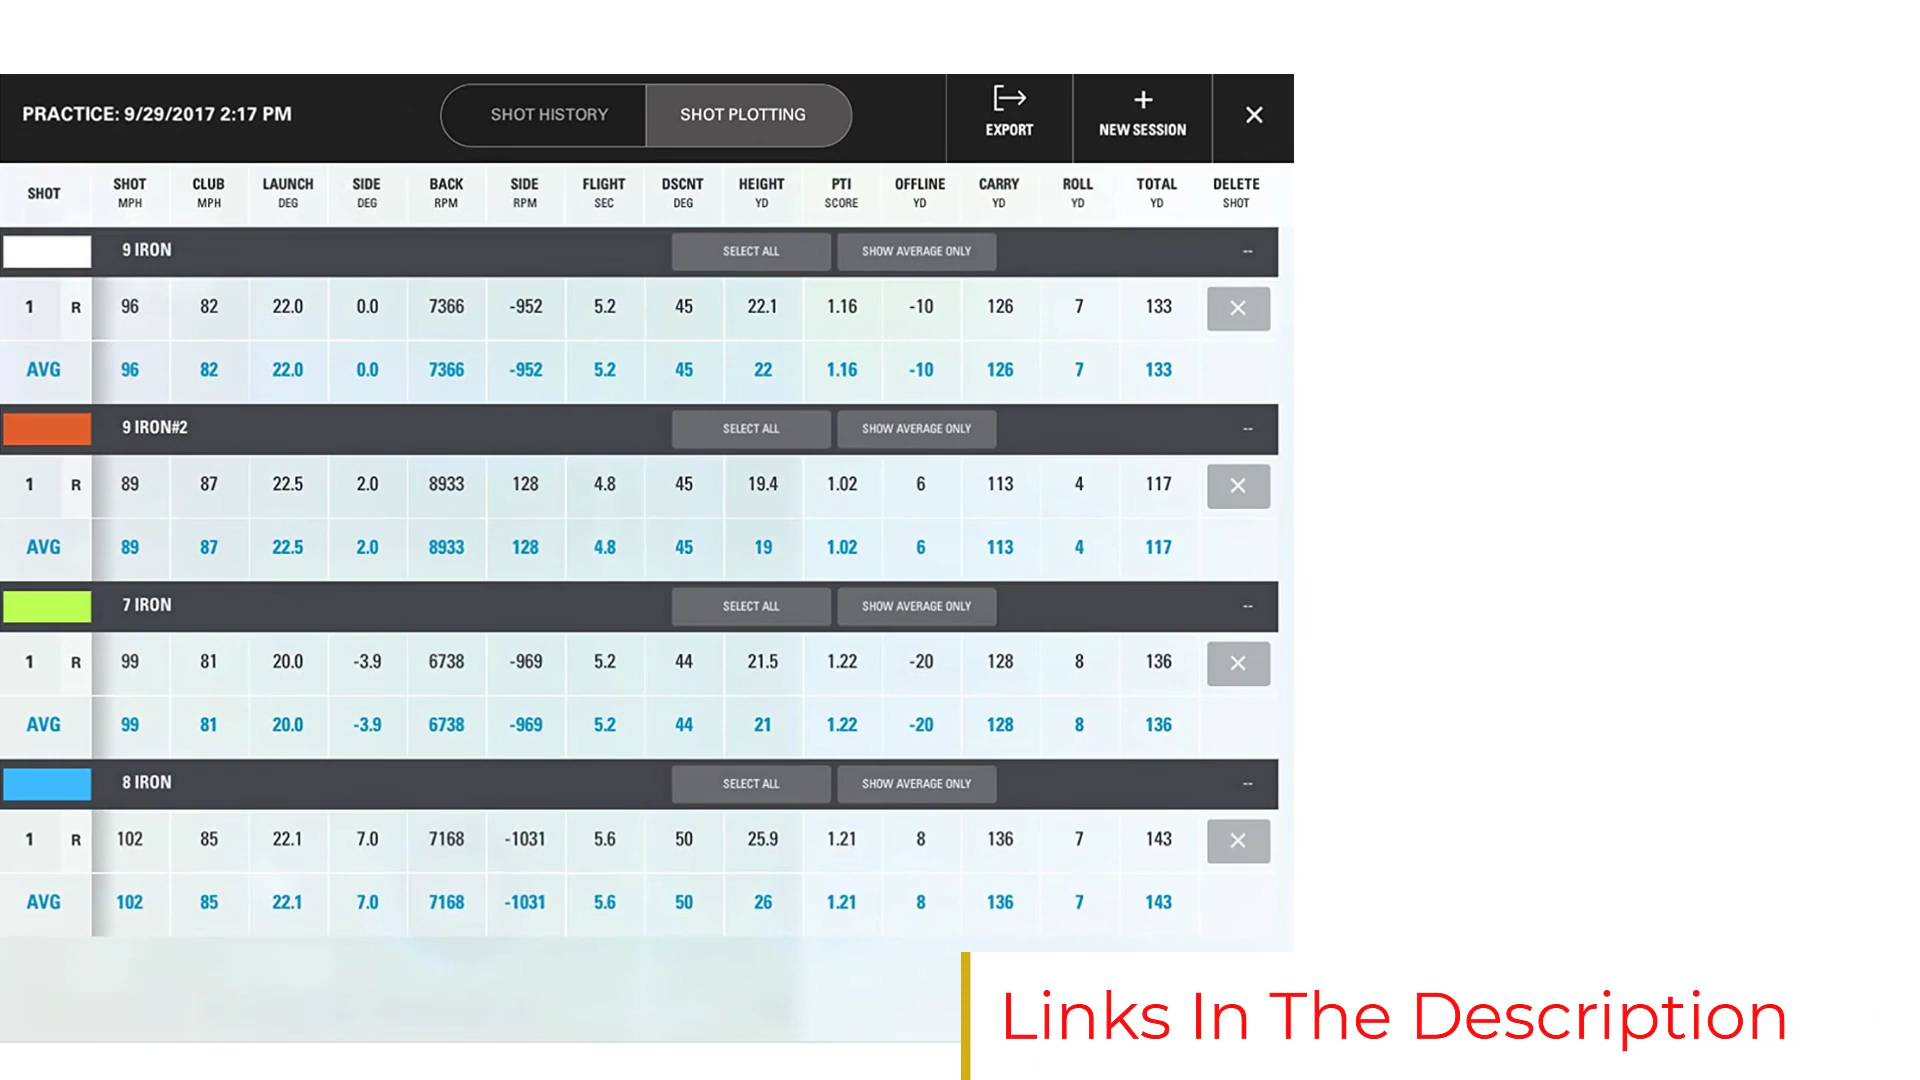 PRACTICE: 9/29/2017 2:17 PM SHOT HISTORY SHOT PLOTTING EXPORT + NEW SESSION ✕
SHOT SHOT CLUB LAUNCH SIDE BACK SIDE FLIGHT DSCNT HEIGHT PTI OFFLINE CARRY ROLL TOTAL DELETE
MPH MPH DEG DEG RPM RPM SEC DEG YD SCORE YD YD YD YD SHOT
9 IRON SELECT ALL SHOW AVERAGE ONLY --
1 R 96 82 22.0 0.0 7366 -952 5.2 45 22.1 1.16 -10 126 7 133 ✕
AVG 96 82 22.0 0.0 7366 -952 5.2 45 22 1.16 -10 126 7 133
9 IRON#2 SELECT ALL SHOW AVERAGE ONLY --
1 R 89 87 22.5 2.0 8933 128 4.8 45 19.4 1.02 6 113 4 117 ✕
AVG 89 87 22.5 2.0 8933 128 4.8 45 19 1.02 6 113 4 117
7 IRON SELECT ALL SHOW AVERAGE ONLY --
1 R 99 81 20.0 -3.9 6738 -969 5.2 44 21.5 1.22 -20 128 8 136 ✕
AVG 99 81 20.0 -3.9 6738 -969 5.2 44 21 1.22 -20 128 8 136
8 IRON SELECT ALL SHOW AVERAGE ONLY --
1 R 102 85 22.1 7.0 7168 -1031 5.6 50 25.9 1.21 8 136 7 143 ✕
AVG 102 85 22.1 7.0 7168 -1031 5.6 50 26 1.21 8 136 7 143
Links In The Description